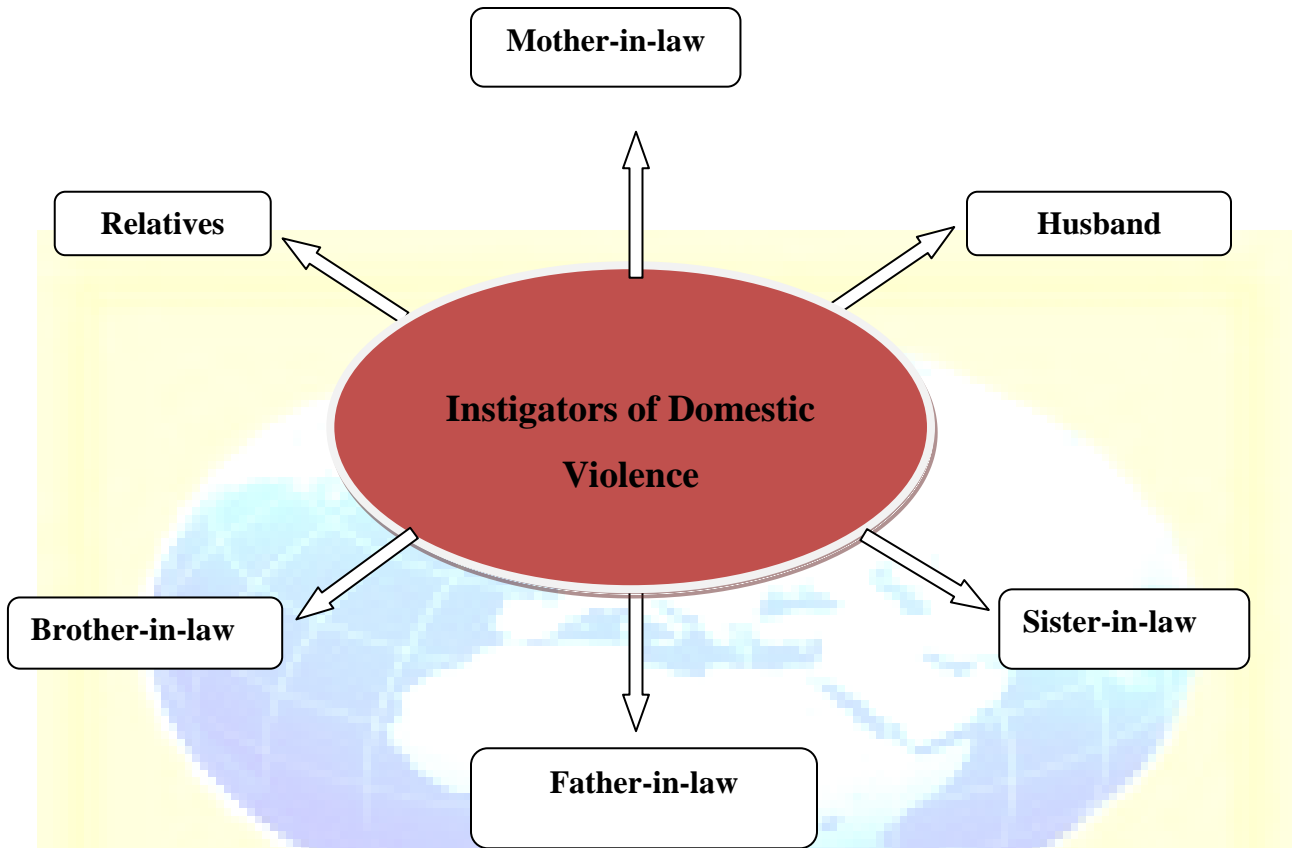 Mother-in-law
Relatives
Husband
Instigators of Domestic
Violence
Brother-in-law
Sister-in-law
Father-in-law